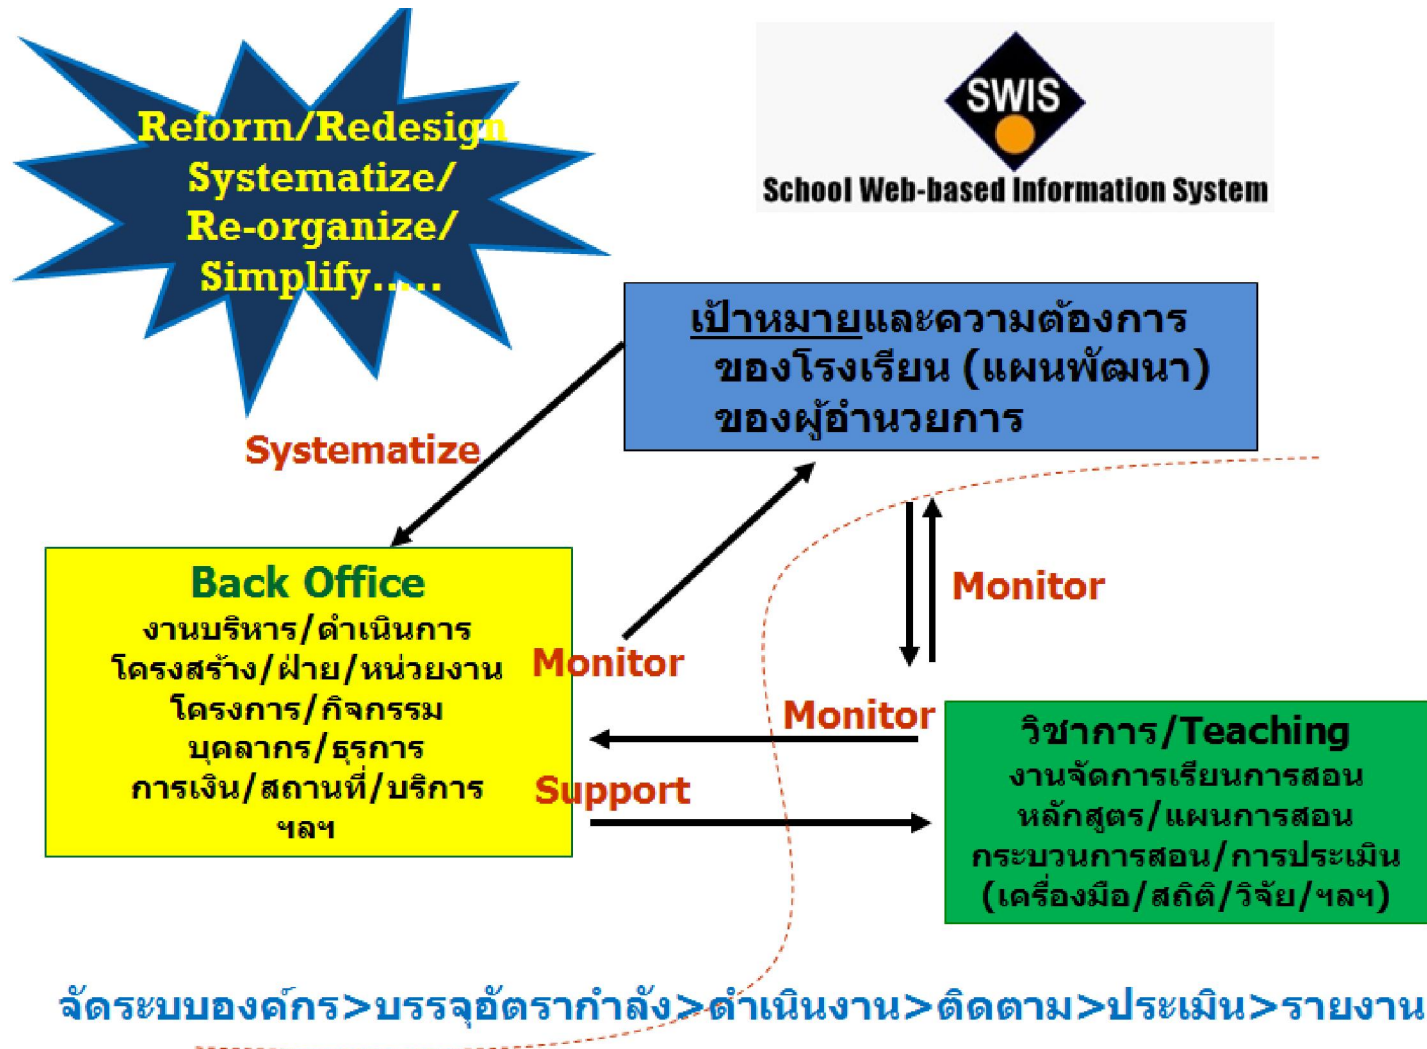 Reform/Redesign
Systematize/
Re-organize/
Simplify.....
SWIS
School Web-based Information System
เป้าหมายและความต้องการ
ของโรงเรียน (แผนพัฒนา)
ของผู้อำนวยการ
Systematize
Back Office
งานบริหาร/ดำเนินการ
โครงสร้าง/ฝ่าย/หน่วยงาน
โครงการ/กิจกรรม
บุคลากร/ธุรการ
การเงิน/สถานที่/บริการ
ฯลฯ
Monitor
Monitor
Monitor
Support
วิชาการ/Teaching
งานจัดการเรียนการสอน
หลักสูตร/แผนการสอน
กระบวนการสอน/การประเมิน
(เครื่องมือ/สถิติ/วิจัย/ฯลฯ)
จัดระบบองค์กร>บรรจุอัตรากำลัง>ดำเนินงาน>ติดตาม>ประเมิน>รายงาน